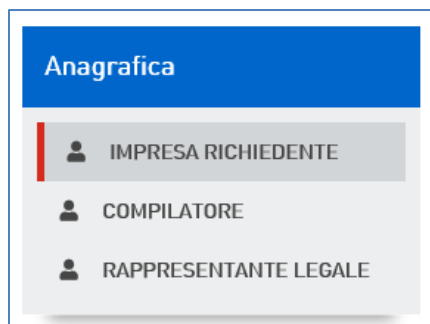 Anagrafica
IMPRESA RICHIEDENTE
COMPILATORE
RAPPRESENTANTE LEGALE